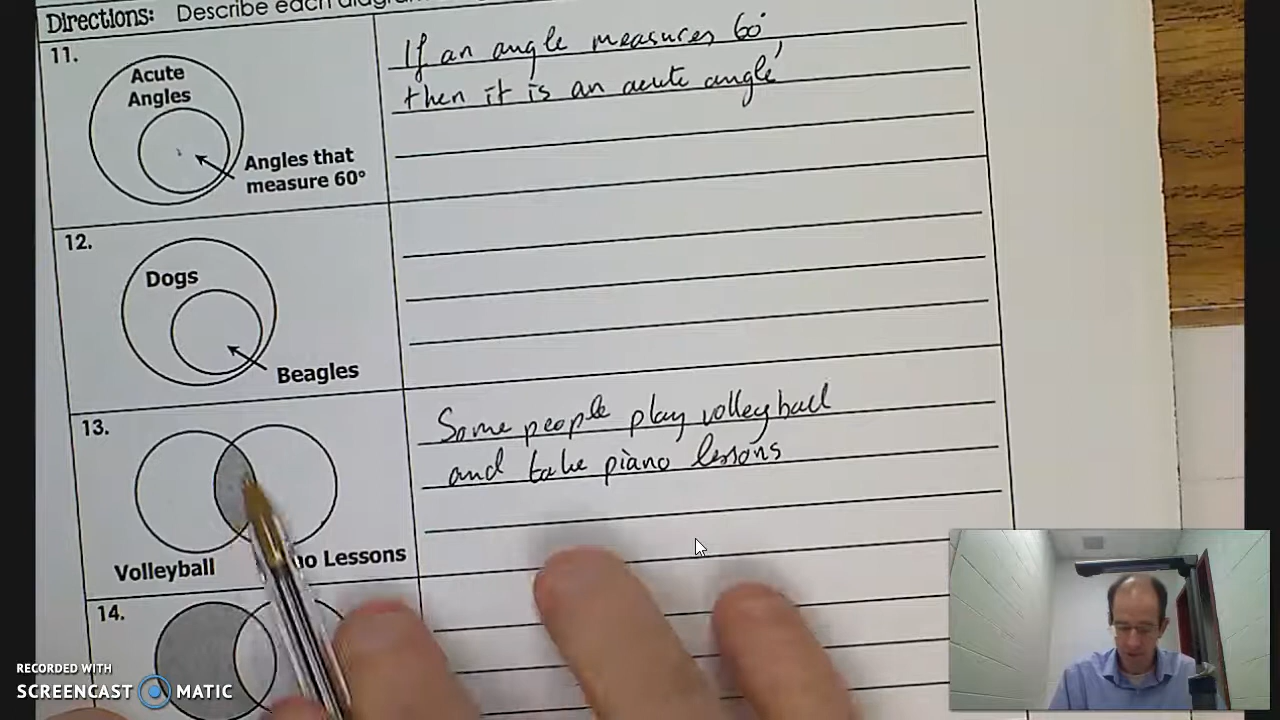 Directions: Describe each
11.
Acute
Angles
Angles that
measure 60°
If an angle measures 60°,
then it is an acute angle
12.
Dogs
Beagles
13.
Volleyball
Lessons
Some people play volleyball
and take piano lessons
14.
RECORDED WITH
SCREENCAST MATIC